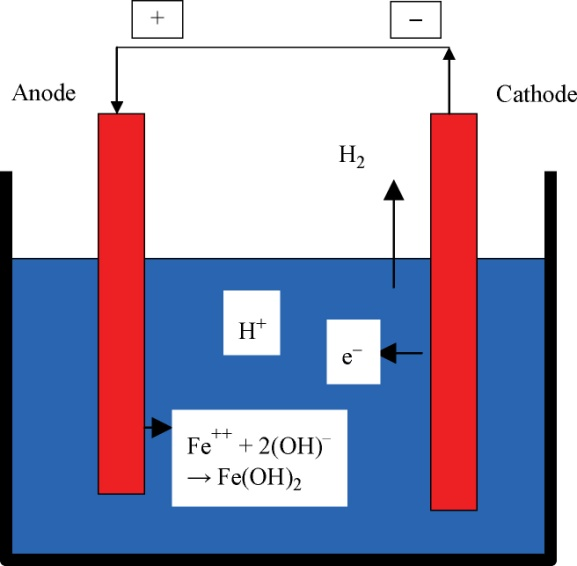 +
−
Anode
Cathode
H₂
H⁺
e⁻
Fe⁺⁺ + 2(OH)⁻
→ Fe(OH)₂